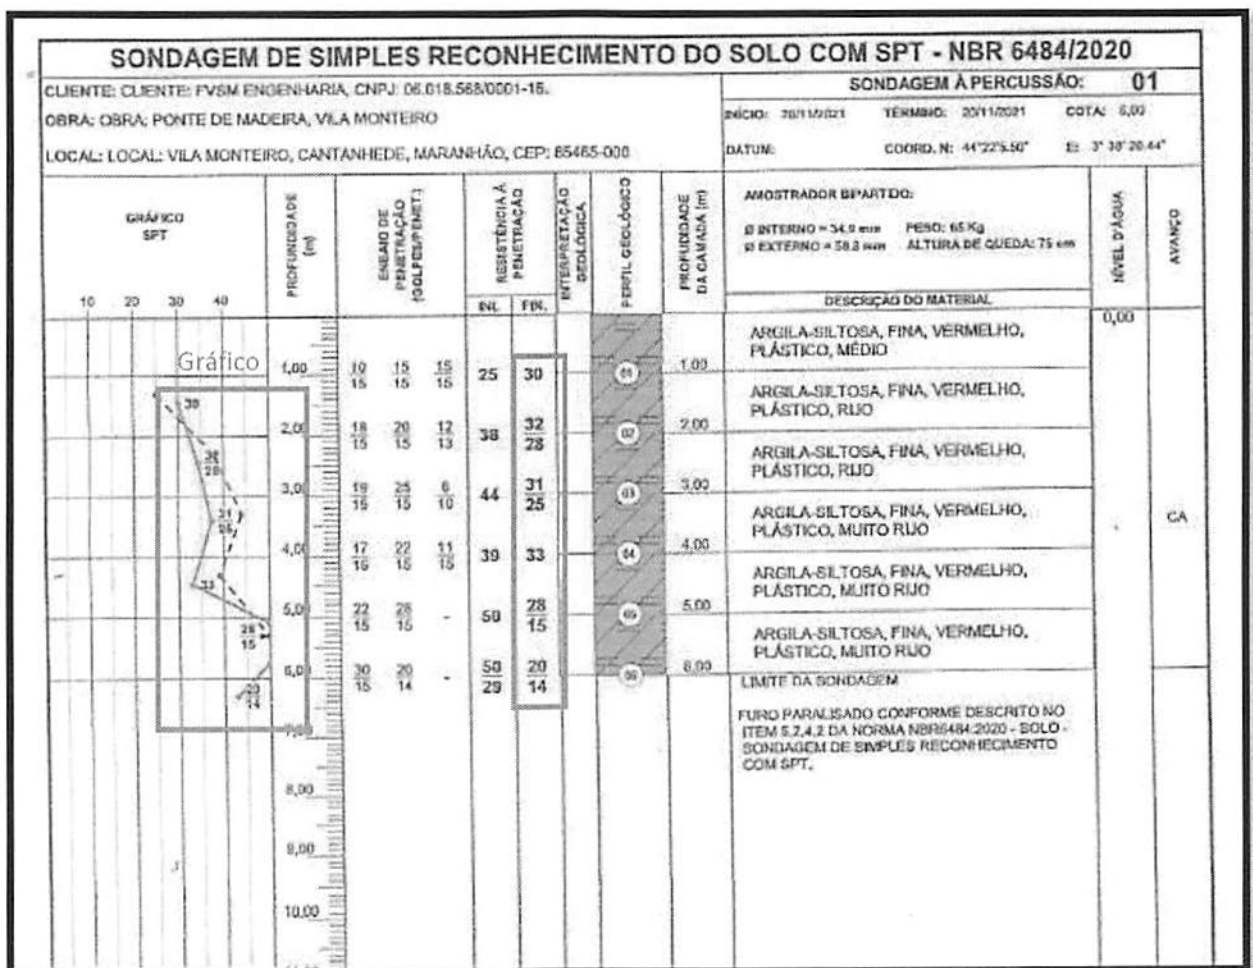 SONDAGEM DE SIMPLES RECONHECIMENTO DO SOLO COM SPT - NBR 6484/2020
CLIENTE: CLIENTE: FVSM ENGENHARIA, CNPJ: 06.018.568/0001-16.
OBRA: OBRA: PONTE DE MADEIRA, VILA MONTEIRO
LOCAL: LOCAL: VILA MONTEIRO, CANTANHEDE, MARANHÃO, CEP: 65465-000
SONDAGEM À PERCUSSÃO: 01
INÍCIO: 20/11/2021 TÉRMINO: 20/11/2021 COTA: 6,00
DATUM: COORD. N: 44°22'5.50" E: 3° 38' 20.44"
GRÁFICO
SPT
10 20 30 40
PROFUNDIDADE
(m)
ENSAIO DE
PENETRAÇÃO
(GOLPES/PENET.)
RESISTÊNCIA À
PENETRAÇÃO
INI. FIN.
INTERPRETAÇÃO
GEOLÓGICA
PERFIL GEOLÓGICO
PROFUDIDADE
DA CAMADA (m)
AMOSTRADOR BIPARTIDO:
Ø INTERNO = 34.9 mm PESO: 65 Kg
Ø EXTERNO = 50.8 mm ALTURA DE QUEDA: 75 cm
DESCRIÇÃO DO MATERIAL
NÍVEL D'ÁGUA
AVANÇO
0,00
Gráfico
ARGILA-SILTOSA, FINA, VERMELHO,
PLÁSTICO, MÉDIO
1,00 10/15 15/15 15/15 25 30 01 1,00
30
ARGILA-SILTOSA, FINA, VERMELHO,
PLÁSTICO, RIJO
2,00 18/15 20/15 12/13 38 32/28 02 2,00
ARGILA-SILTOSA, FINA, VERMELHO,
PLÁSTICO, RIJO
3,00 19/15 25/15 6/10 44 31/25 03 3,00
31/25
ARGILA-SILTOSA, FINA, VERMELHO,
PLÁSTICO, MUITO RIJO
CA
4,00 17/15 22/15 11/15 39 33 04 4,00
33
ARGILA-SILTOSA, FINA, VERMELHO,
PLÁSTICO, MUITO RIJO
5,00 22/15 28/15 - 50 28/15 05 5,00
28/15
ARGILA-SILTOSA, FINA, VERMELHO,
PLÁSTICO, MUITO RIJO
6,00 30/15 20/14 - 50/29 20/14 06 6,00
20/14
LIMITE DA SONDAGEM
FURO PARALISADO CONFORME DESCRITO NO
ITEM 5.2.4.2 DA NORMA NBR6484:2020 - SOLO -
SONDAGEM DE SIMPLES RECONHECIMENTO
COM SPT.
7,00
8,00
9,00
10,00